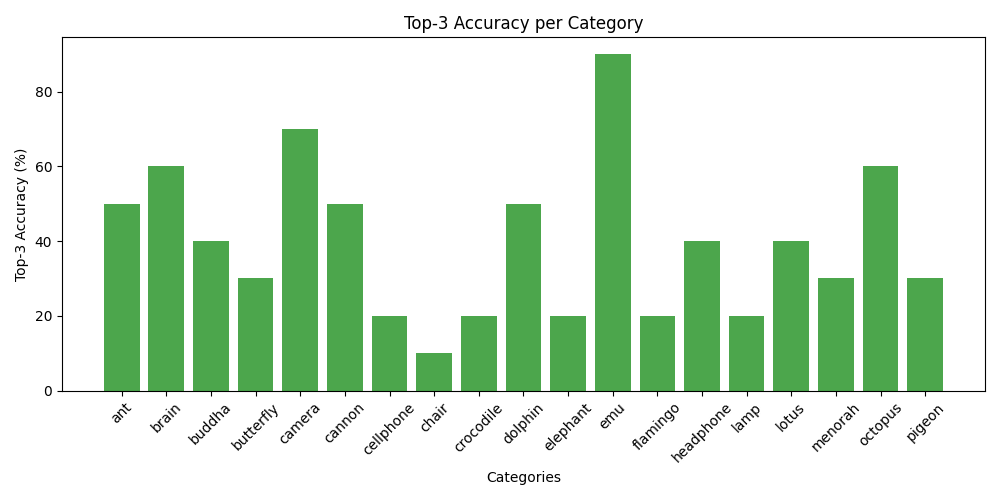 Top-3 Accuracy per Category
Top-3 Accuracy (%)
80
60
40
20
0
ant
brain
buddha
butterfly
camera
cannon
cellphone
chair
crocodile
dolphin
elephant
emu
flamingo
headphone
lamp
lotus
menorah
octopus
pigeon
Categories